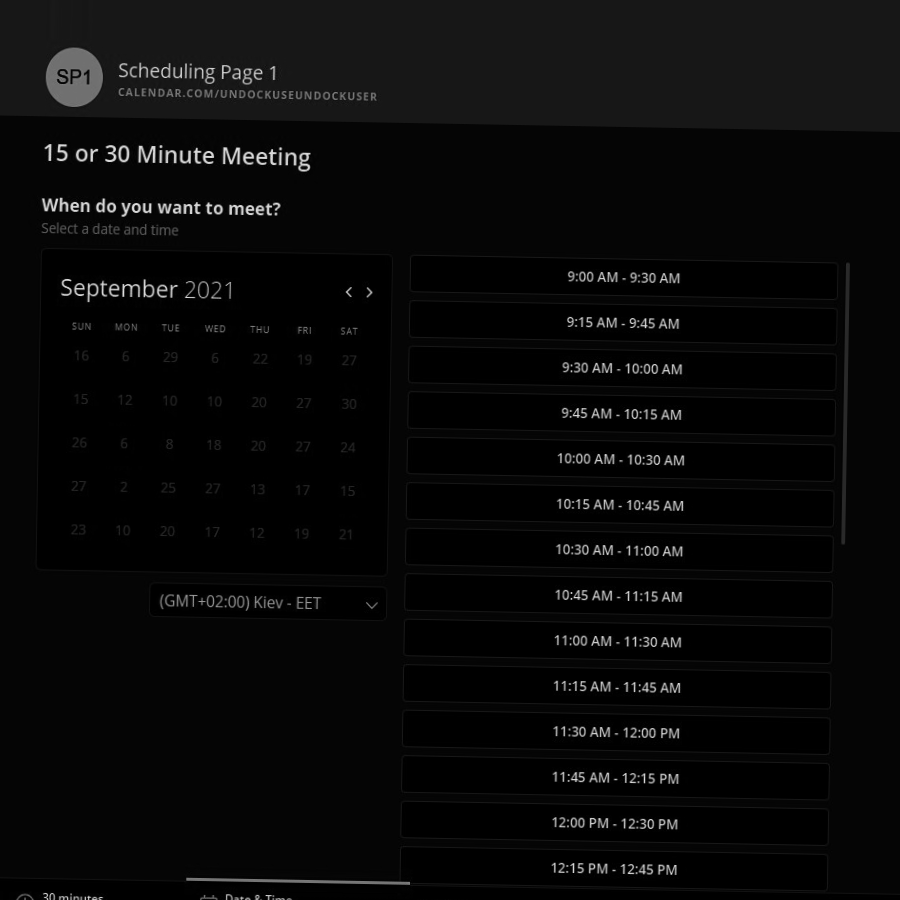 SP1
Scheduling Page 1
CALENDAR.COM/UNDOCKUSEUNDOCKUSER
15 or 30 Minute Meeting
When do you want to meet?
Select a date and time
September 2021
SUN MON TUE WED THU FRI SAT
16 6 29 6 22 19 27
15 12 10 10 20 27 30
26 6 8 18 20 27 24
27 2 25 27 13 17 15
23 10 20 17 12 19 21
(GMT+02:00) Kiev - EET
9:00 AM - 9:30 AM
9:15 AM - 9:45 AM
9:30 AM - 10:00 AM
9:45 AM - 10:15 AM
10:00 AM - 10:30 AM
10:15 AM - 10:45 AM
10:30 AM - 11:00 AM
10:45 AM - 11:15 AM
11:00 AM - 11:30 AM
11:15 AM - 11:45 AM
11:30 AM - 12:00 PM
11:45 AM - 12:15 PM
12:00 PM - 12:30 PM
12:15 PM - 12:45 PM
30 minutes
Date & Time